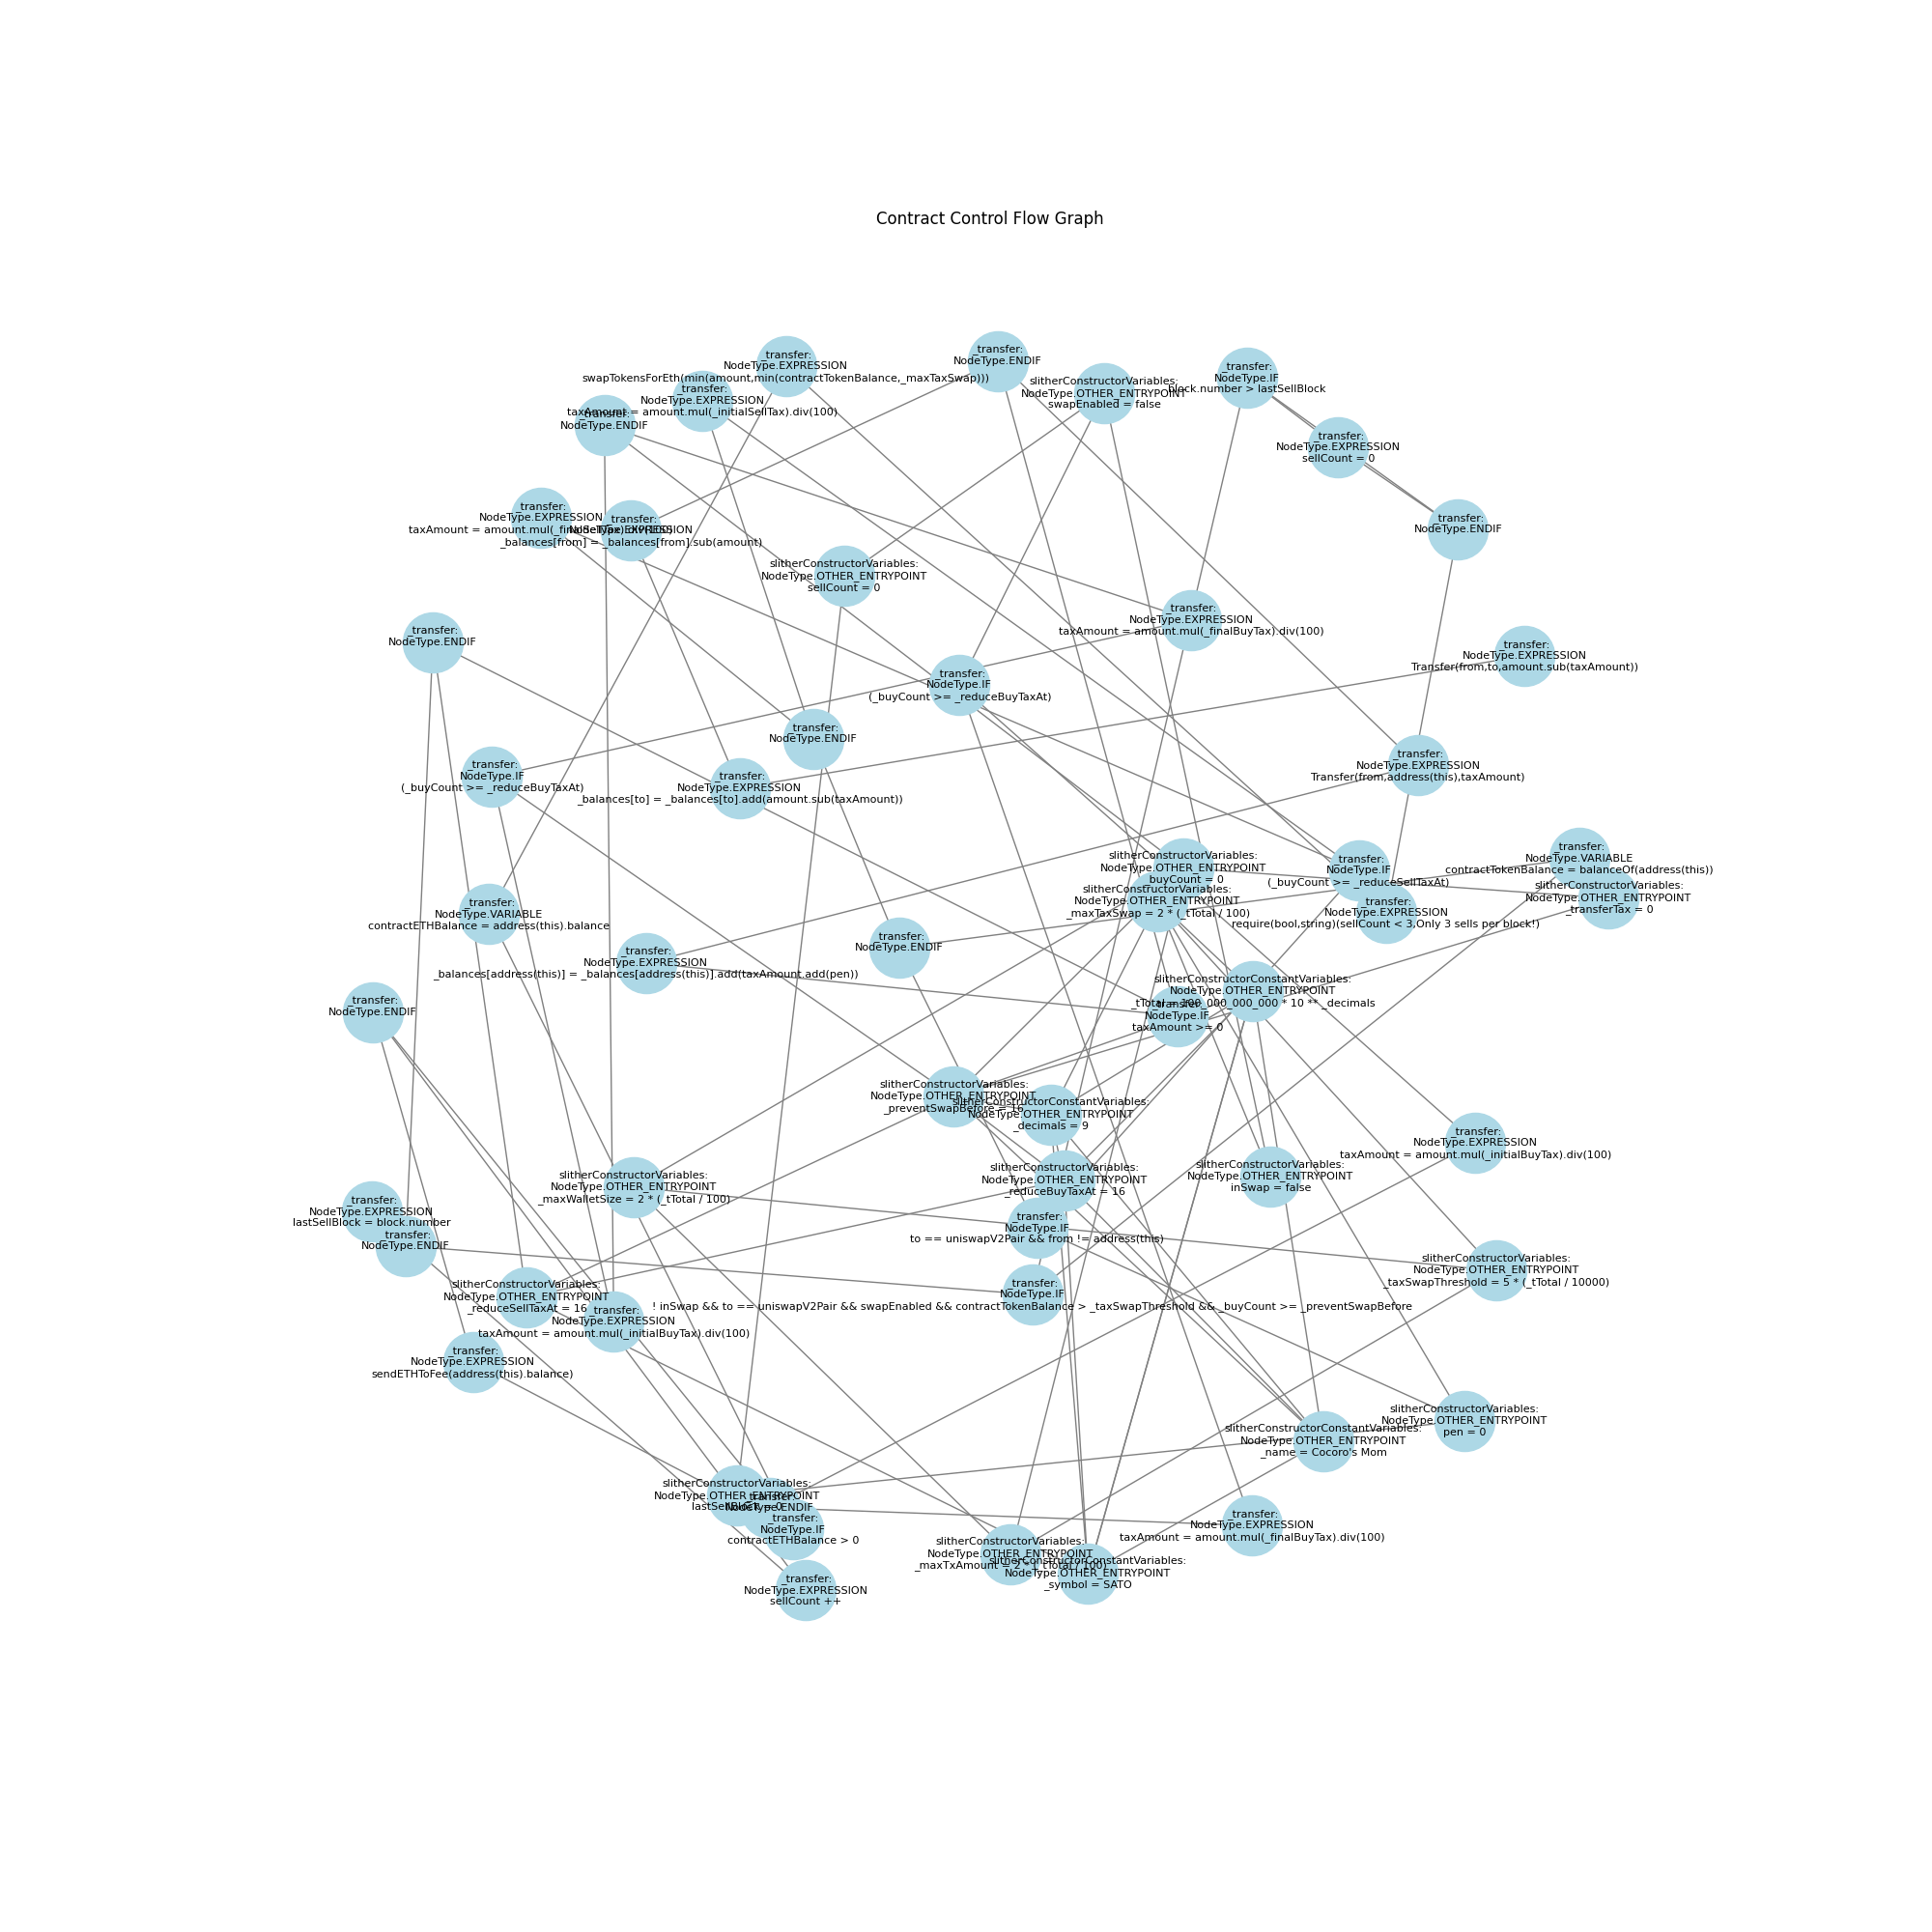 Contract Control Flow Graph
_transfer:
NodeType.EXPRESSION
swapTokensForEth(min(amount,min(contractTokenBalance,_maxTaxSwap)))
_transfer:
NodeType.ENDIF
slitherConstructorVariables:
NodeType.OTHER_ENTRYPOINT
swapEnabled = false
_transfer:
NodeType.IF
block.number > lastSellBlock
_transfer:
NodeType.EXPRESSION
taxAmount = amount.mul(_initialSellTax).div(100)
_transfer:
NodeType.ENDIF
_transfer:
NodeType.EXPRESSION
sellCount = 0
_transfer:
NodeType.EXPRESSION
taxAmount = amount.mul(_finalSellTax).div(100)
_transfer:
NodeType.EXPRESSION
_balances[from] = _balances[from].sub(amount)
_transfer:
NodeType.ENDIF
slitherConstructorVariables:
NodeType.OTHER_ENTRYPOINT
sellCount = 0
_transfer:
NodeType.EXPRESSION
taxAmount = amount.mul(_finalBuyTax).div(100)
_transfer:
NodeType.ENDIF
_transfer:
NodeType.EXPRESSION
Transfer(from,to,amount.sub(taxAmount))
_transfer:
NodeType.IF
(_buyCount >= _reduceBuyTaxAt)
_transfer:
NodeType.ENDIF
_transfer:
NodeType.IF
(_buyCount >= _reduceBuyTaxAt)
_transfer:
NodeType.EXPRESSION
Transfer(from,address(this),taxAmount)
_transfer:
NodeType.EXPRESSION
_balances[to] = _balances[to].add(amount.sub(taxAmount))
slitherConstructorVariables:
NodeType.OTHER_ENTRYPOINT
_buyCount = 0
_transfer:
NodeType.IF
(_buyCount >= _reduceSellTaxAt)
_transfer:
NodeType.VARIABLE
contractTokenBalance = balanceOf(address(this))
slitherConstructorVariables:
NodeType.OTHER_ENTRYPOINT
_maxTaxSwap = 2 * (_tTotal / 100)
slitherConstructorVariables:
NodeType.OTHER_ENTRYPOINT
_transferTax = 0
_transfer:
NodeType.VARIABLE
contractETHBalance = address(this).balance
_transfer:
NodeType.EXPRESSION
require(bool,string)(sellCount < 3,Only 3 sells per block!)
_transfer:
NodeType.ENDIF
_transfer:
NodeType.EXPRESSION
_balances[address(this)] = _balances[address(this)].add(taxAmount.add(pen))
slitherConstructorConstantVariables:
NodeType.OTHER_ENTRYPOINT
_tTotal = 100_000_000_000 * 10 ** _decimals
_transfer:
NodeType.ENDIF
_transfer:
NodeType.IF
taxAmount >= 0
slitherConstructorVariables:
NodeType.OTHER_ENTRYPOINT
_preventSwapBefore = 16
slitherConstructorConstantVariables:
NodeType.OTHER_ENTRYPOINT
_decimals = 9
_transfer:
NodeType.EXPRESSION
taxAmount = amount.mul(_initialBuyTax).div(100)
slitherConstructorVariables:
NodeType.OTHER_ENTRYPOINT
_maxWalletSize = 2 * (_tTotal / 100)
slitherConstructorVariables:
NodeType.OTHER_ENTRYPOINT
_reduceBuyTaxAt = 16
slitherConstructorVariables:
NodeType.OTHER_ENTRYPOINT
inSwap = false
_transfer:
NodeType.EXPRESSION
lastSellBlock = block.number
_transfer:
NodeType.ENDIF
_transfer:
NodeType.IF
to == uniswapV2Pair && from != address(this)
slitherConstructorVariables:
NodeType.OTHER_ENTRYPOINT
_taxSwapThreshold = 5 * (_tTotal / 10000)
slitherConstructorVariables:
NodeType.OTHER_ENTRYPOINT
_reduceSellTaxAt = 16
_transfer:
NodeType.IF
! inSwap && to == uniswapV2Pair && swapEnabled && contractTokenBalance > _taxSwapThreshold && _buyCount >= _preventSwapBefore
_transfer:
NodeType.EXPRESSION
taxAmount = amount.mul(_initialBuyTax).div(100)
_transfer:
NodeType.EXPRESSION
sendETHToFee(address(this).balance)
slitherConstructorVariables:
NodeType.OTHER_ENTRYPOINT
pen = 0
slitherConstructorConstantVariables:
NodeType.OTHER_ENTRYPOINT
_name = Cocoro's Mom
slitherConstructorVariables:
NodeType.OTHER_ENTRYPOINT
lastSellBlock = 0
_transfer:
NodeType.ENDIF
_transfer:
NodeType.IF
contractETHBalance > 0
_transfer:
NodeType.EXPRESSION
taxAmount = amount.mul(_finalBuyTax).div(100)
slitherConstructorVariables:
NodeType.OTHER_ENTRYPOINT
_maxTxAmount = 2 * (_tTotal / 100)
slitherConstructorConstantVariables:
NodeType.OTHER_ENTRYPOINT
_symbol = SATO
_transfer:
NodeType.EXPRESSION
sellCount ++